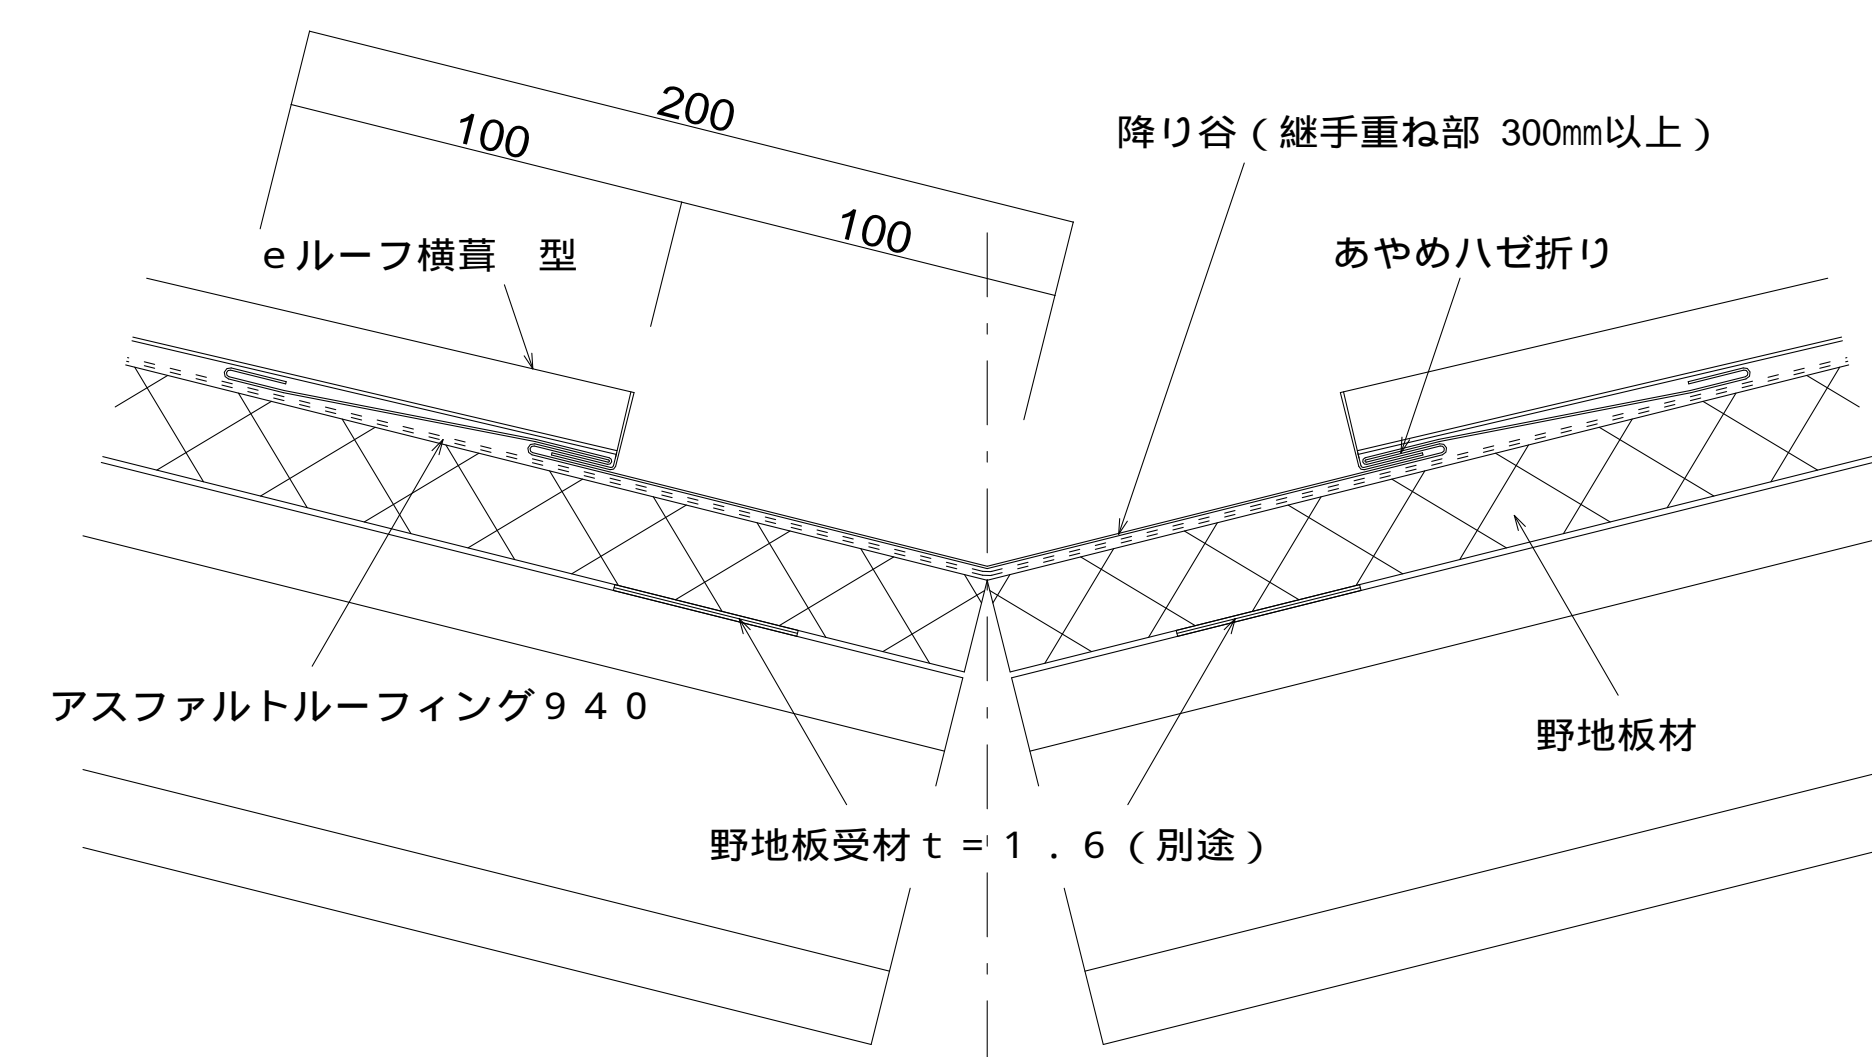 200
100
100
降り谷（継手重ね部 300㎜以上）
eルーフ横葺　型
あやめハゼ折り
アスファルトルーフィング９４０
野地板材
野地板受材ｔ＝１．６（別途）